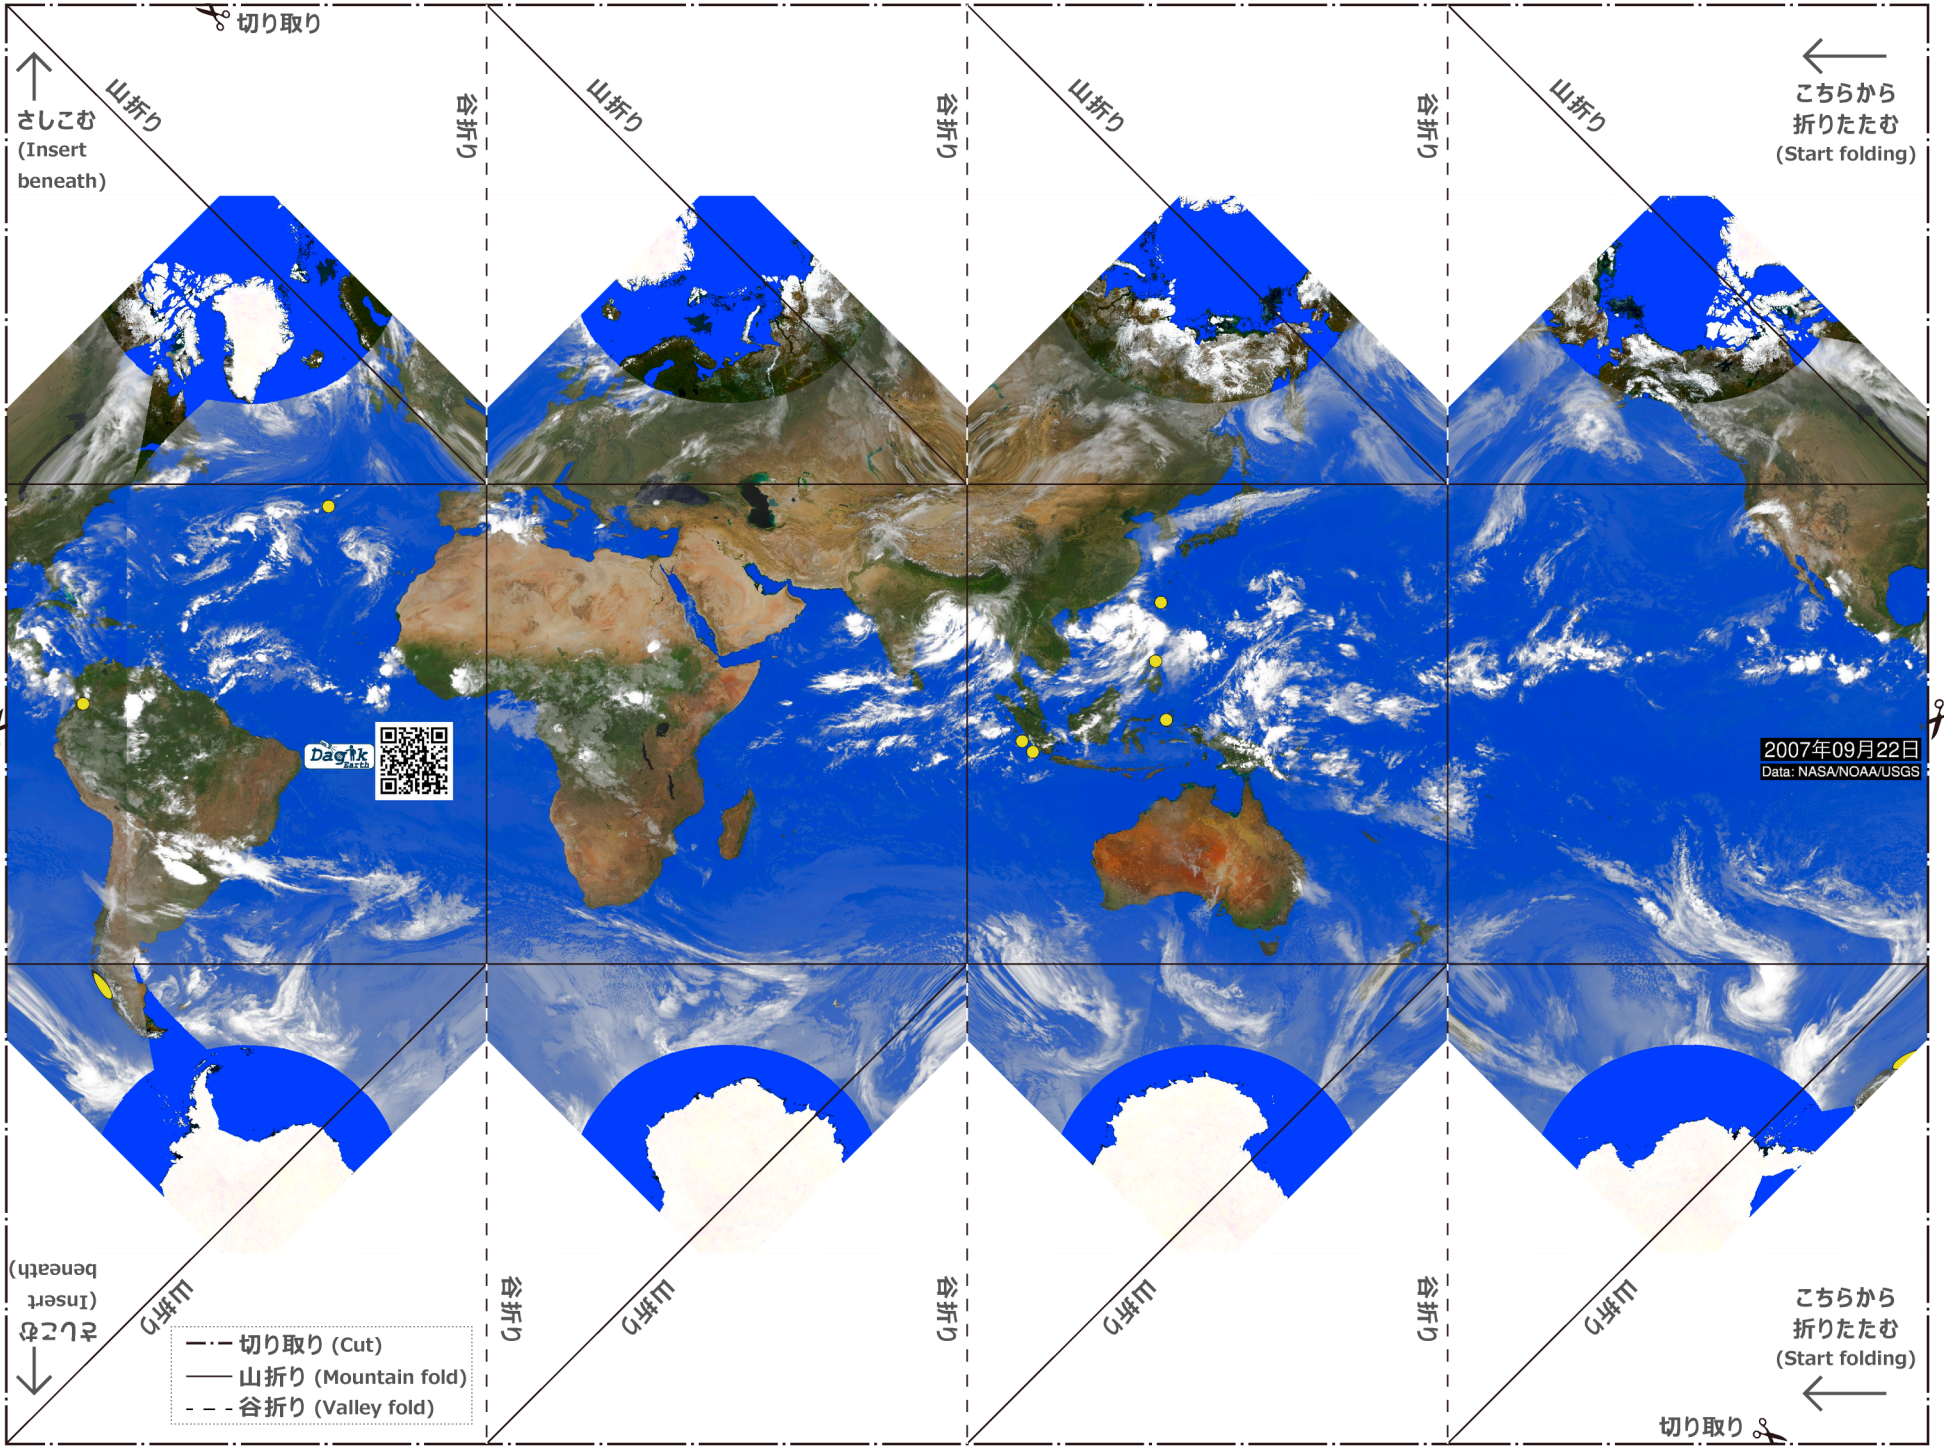 切り取り
山折り
谷折り
山折り
谷折り
山折り
谷折り
山折り
さしこむ
(Insert
beneath)
こちらから
折りたたむ
(Start folding)
Dagik
Earth
2007年09月22日
Data: NASA/NOAA/USGS
さしこむ
(Insert
beneath)
山折り
谷折り
山折り
谷折り
山折り
谷折り
山折り
こちらから
折りたたむ
(Start folding)
切り取り (Cut)
山折り (Mountain fold)
谷折り (Valley fold)
切り取り